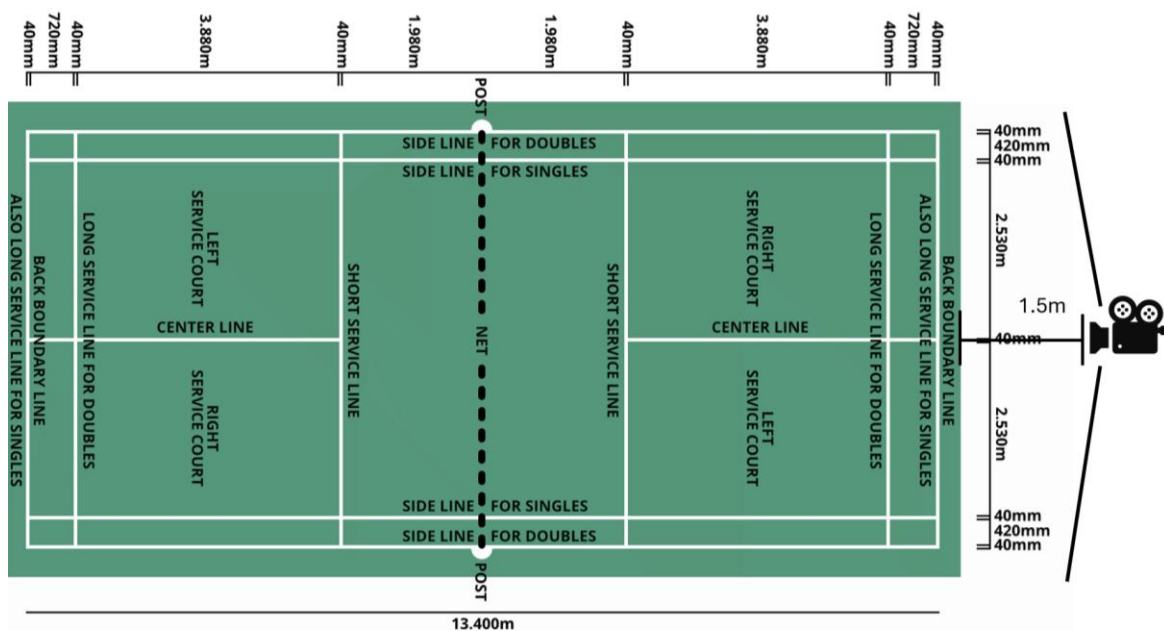 40mm
720mm
40mm
3.880m
40mm
1.980m
1.980m
40mm
3.880m
40mm
720mm
40mm
POST
SIDE LINE FOR DOUBLES
SIDE LINE FOR SINGLES
40mm
420mm
40mm
ALSO LONG SERVICE LINE FOR SINGLES
BACK BOUNDARY LINE
LONG SERVICE LINE FOR DOUBLES
LEFT
SERVICE COURT
CENTER LINE
RIGHT
SERVICE COURT
SHORT SERVICE LINE
NET
SHORT SERVICE LINE
RIGHT
SERVICE COURT
CENTER LINE
LEFT
SERVICE COURT
LONG SERVICE LINE FOR DOUBLES
ALSO LONG SERVICE LINE FOR SINGLES
BACK BOUNDARY LINE
2.530m
1.5m
40mm
2.530m
SIDE LINE FOR SINGLES
SIDE LINE FOR DOUBLES
40mm
420mm
40mm
POST
13.400m